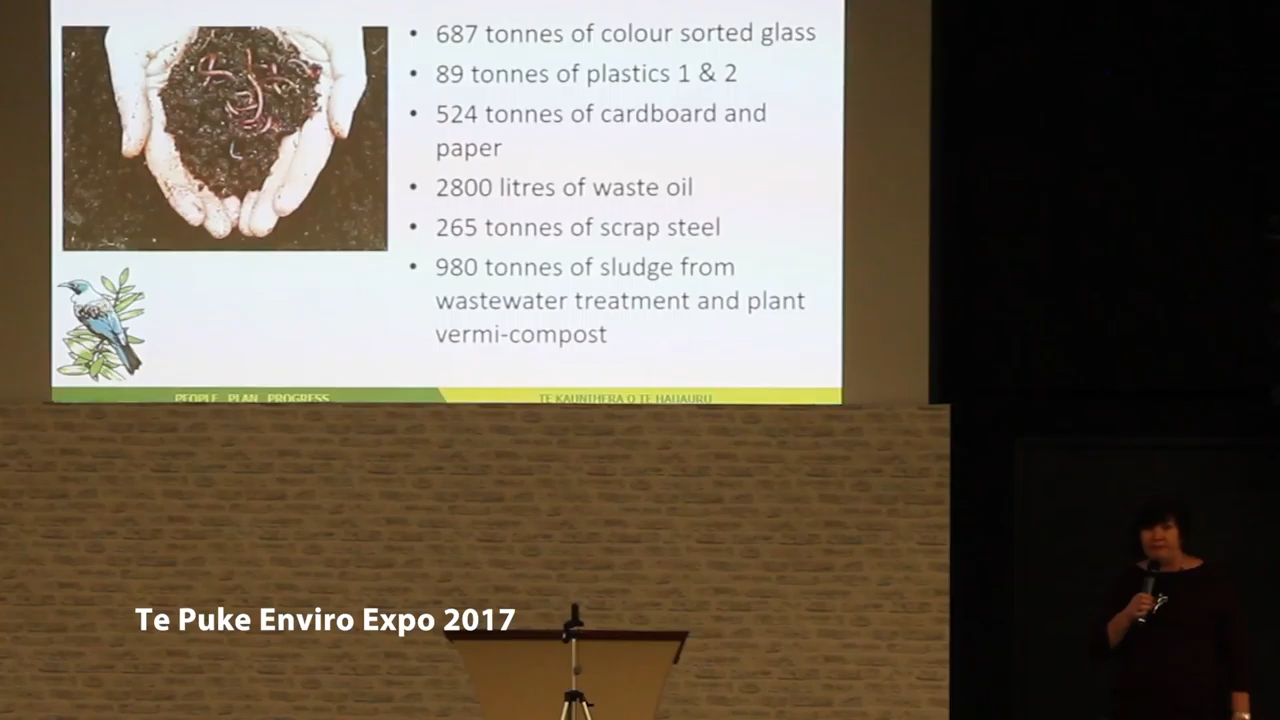 • 687 tonnes of colour sorted glass
• 89 tonnes of plastics 1 & 2
• 524 tonnes of cardboard and
paper
• 2800 litres of waste oil
• 265 tonnes of scrap steel
• 980 tonnes of sludge from
wastewater treatment and plant
vermi-compost
PEOPLE PLAN PROGRESS
TE KAUNIHERA O TE HAUAURU
Te Puke Enviro Expo 2017